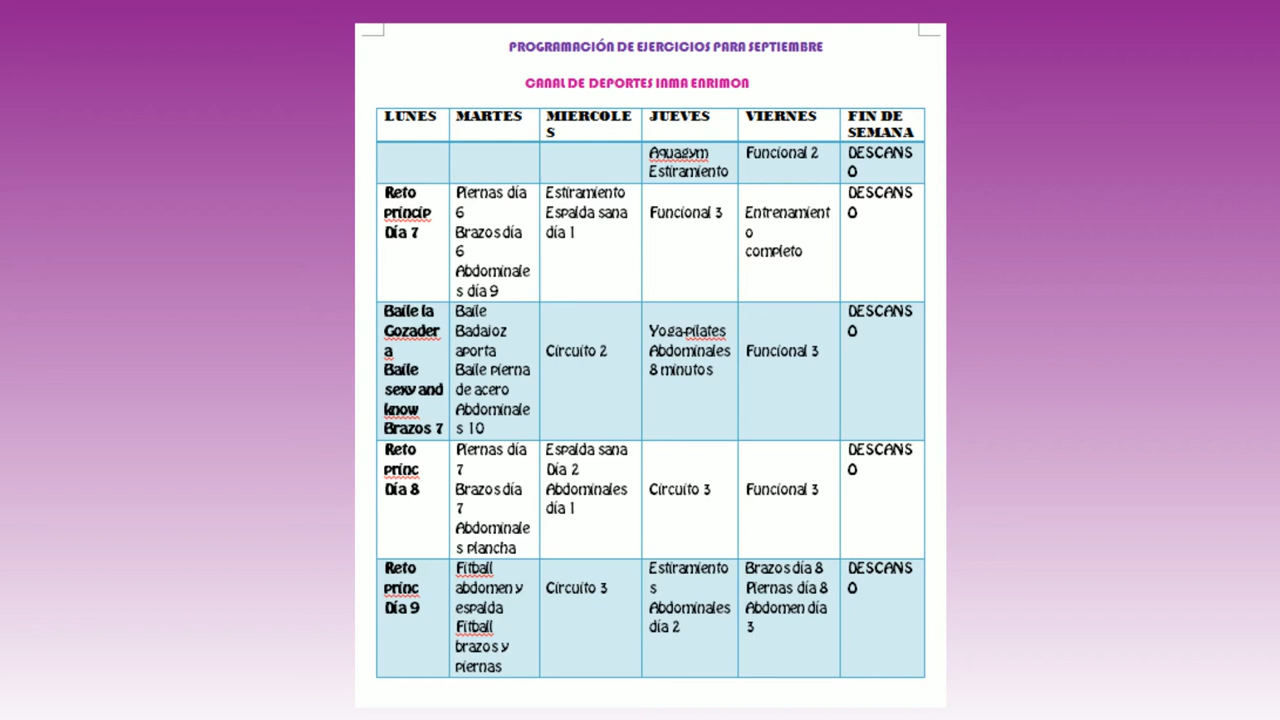 PROGRAMACIÓN DE EJERCICIOS PARA SEPTIEMBRE
CANAL DE DEPORTES INMA ENRIMON
LUNES
MARTES
MIERCOLE
S
JUEVES
VIERNES
FIN DE
SEMANA
Aquagym
Estiramiento
Funcional 2
DESCANS
O
Reto
princip
Día 7
Piernas día
6
Brazos día
6
Abdominale
s día 9
Estiramiento
Espalda sana
día 1
Funcional 3
Entrenamient
o
completo
DESCANS
O
Baile la
Gozader
a
Baile
sexy and
know
Brazos 7
Baile
Badajoz
aporta
Baile pierna
de acero
Abdominale
s 10
Circuito 2
Yoga-pilates
Abdominales
8 minutos
Funcional 3
DESCANS
O
Reto
princ
Día 8
Piernas día
7
Brazos día
7
Abdominale
s plancha
Espalda sana
Día 2
Abdominales
día 1
Circuito 3
Funcional 3
DESCANS
O
Reto
princ
Día 9
Fitball
abdomen y
espalda
Fitball
brazos y
piernas
Circuito 3
Estiramiento
s
Abdominales
día 2
Brazos día 8
Piernas día 8
Abdomen día
3
DESCANS
O